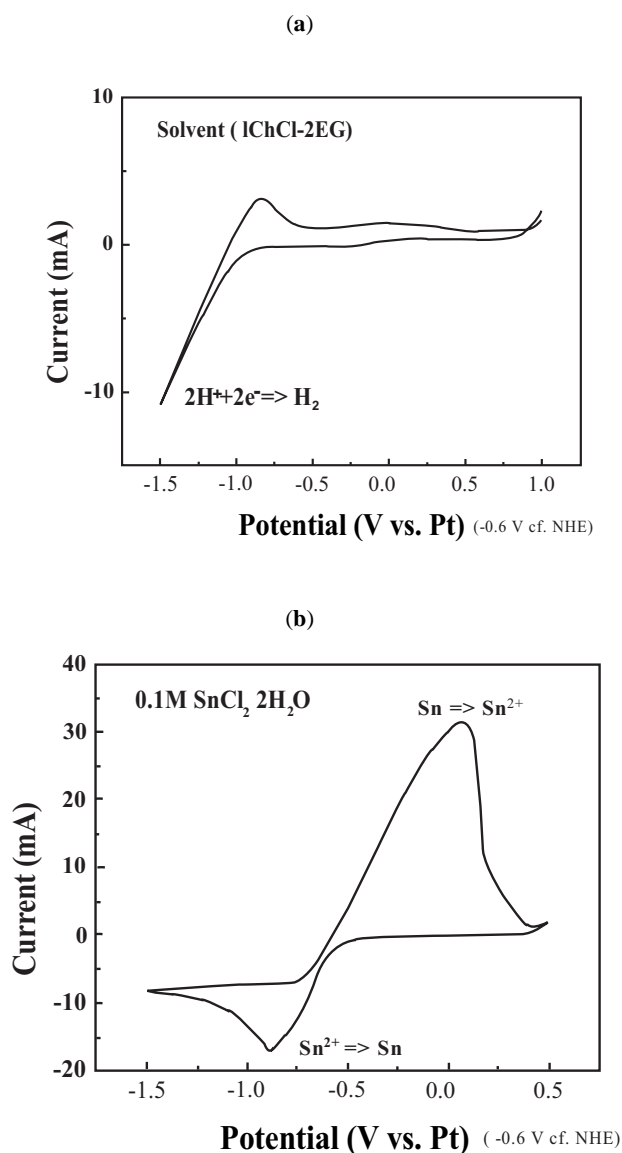 (a)
10
Solvent ( lChCl-2EG)
0
Current (mA)
-10
2H⁺+2e⁻=> H₂
-1.5 -1.0 -0.5 0.0 0.5 1.0
Potential (V vs. Pt) (-0.6 V cf. NHE)
(b)
40
0.1M SnCl₂ 2H₂O
Sn => Sn²⁺
30
20
10
Current (mA)
0
-10
Sn²⁺ => Sn
-20
-1.5 -1.0 -0.5 0.0 0.5
Potential (V vs. Pt) ( -0.6 V cf. NHE)